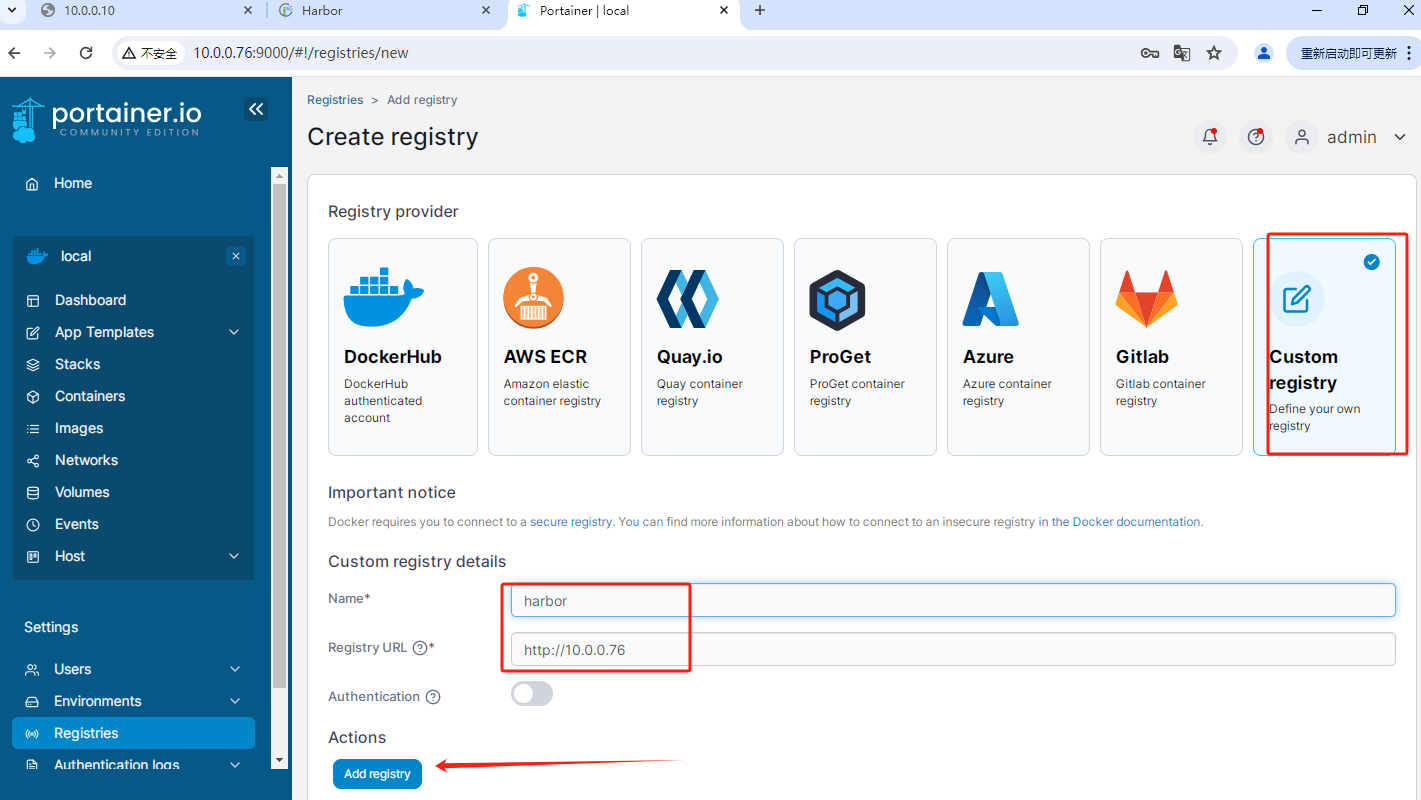 10.0.0.10
Harbor
Portainer | local
不安全
10.0.0.76:9000/#!/registries/new
重新启动即可更新
portainer.io
COMMUNITY EDITION
Home
local
Dashboard
App Templates
Stacks
Containers
Images
Networks
Volumes
Events
Host
Settings
Users
Environments
Registries
Authentication logs
Registries > Add registry
Create registry
admin
Registry provider
DockerHub
DockerHub
authenticated
account
AWS ECR
Amazon elastic
container registry
Quay.io
Quay container
registry
ProGet
ProGet container
registry
Azure
Azure container
registry
Gitlab
Gitlab container
registry
Custom
registry
Define your own
registry
Important notice
Docker requires you to connect to a secure registry. You can find more information about how to connect to an insecure registry in the Docker documentation.
Custom registry details
Name*
harbor
Registry URL ?*
http://10.0.0.76
Authentication ?
Actions
Add registry